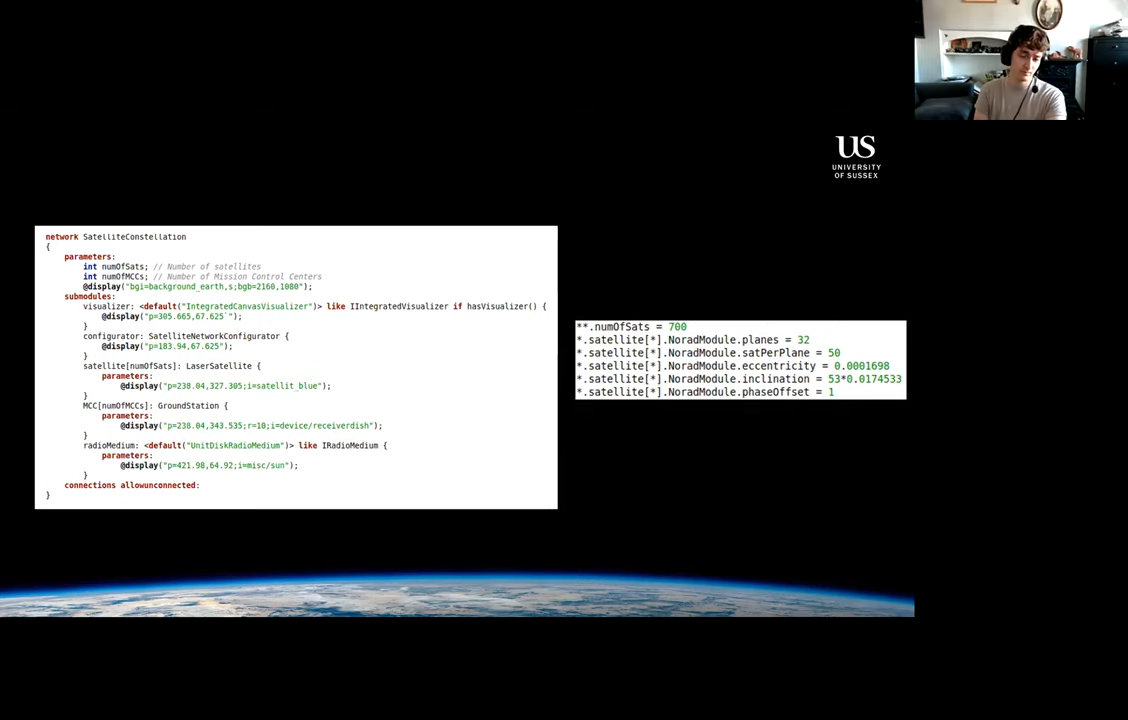 US
UNIVERSITY
OF SUSSEX
network SatelliteConstellation
{
parameters:
int numOfSats; // Number of satellites
int numOfMCCs; // Number of Mission Control Centers
@display("bgi=background_earth,s;bgb=2160,1080");
submodules:
visualizer: <default("IntegratedCanvasVisualizer")> like IIntegratedVisualizer if hasVisualizer() {
@display("p=305.665,67.625`");
}
configurator: SatelliteNetworkConfigurator {
@display("p=183.94,67.625");
}
satellite[numOfSats]: LaserSatellite {
parameters:
@display("p=238.04,327.305;i=satellit_blue");
}
MCC[numOfMCCs]: GroundStation {
parameters:
@display("p=238.04,343.535;r=10;i=device/receiverdish");
}
radioMedium: <default("UnitDiskRadioMedium")> like IRadioMedium {
parameters:
@display("p=421.98,64.92;i=misc/sun");
}
connections allowunconnected:
}
**.numOfSats = 700
*.satellite[*].NoradModule.planes = 32
*.satellite[*].NoradModule.satPerPlane = 50
*.satellite[*].NoradModule.eccentricity = 0.0001698
*.satellite[*].NoradModule.inclination = 53*0.0174533
*.satellite[*].NoradModule.phaseOffset = 1